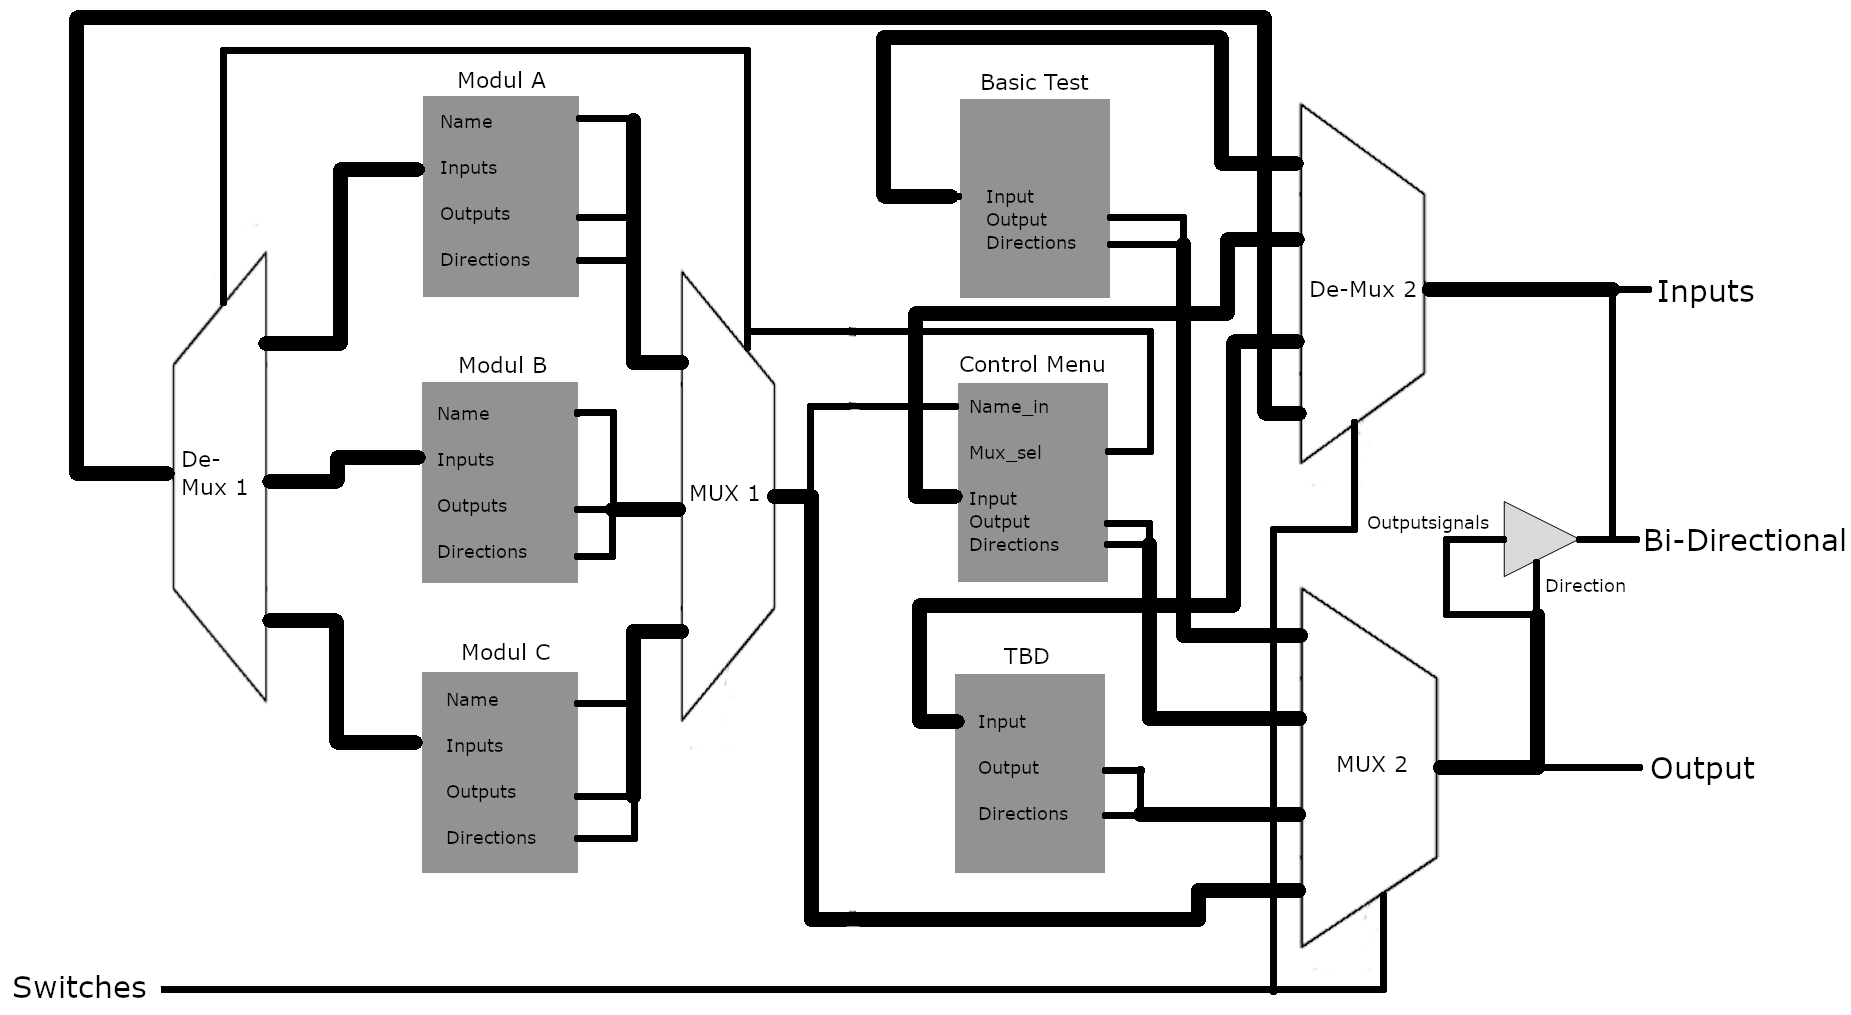 Modul A
Name
Inputs
Outputs
Directions
Modul B
Name
Inputs
Outputs
Directions
Modul C
Name
Inputs
Outputs
Directions
De-
Mux 1
MUX 1
Basic Test
Input
Output
Directions
Control Menu
Name_in
Mux_sel
Input
Output
Directions
TBD
Input
Output
Directions
De-Mux 2
MUX 2
Inputs
Outputsignals
Bi-Directional
Direction
Output
Switches